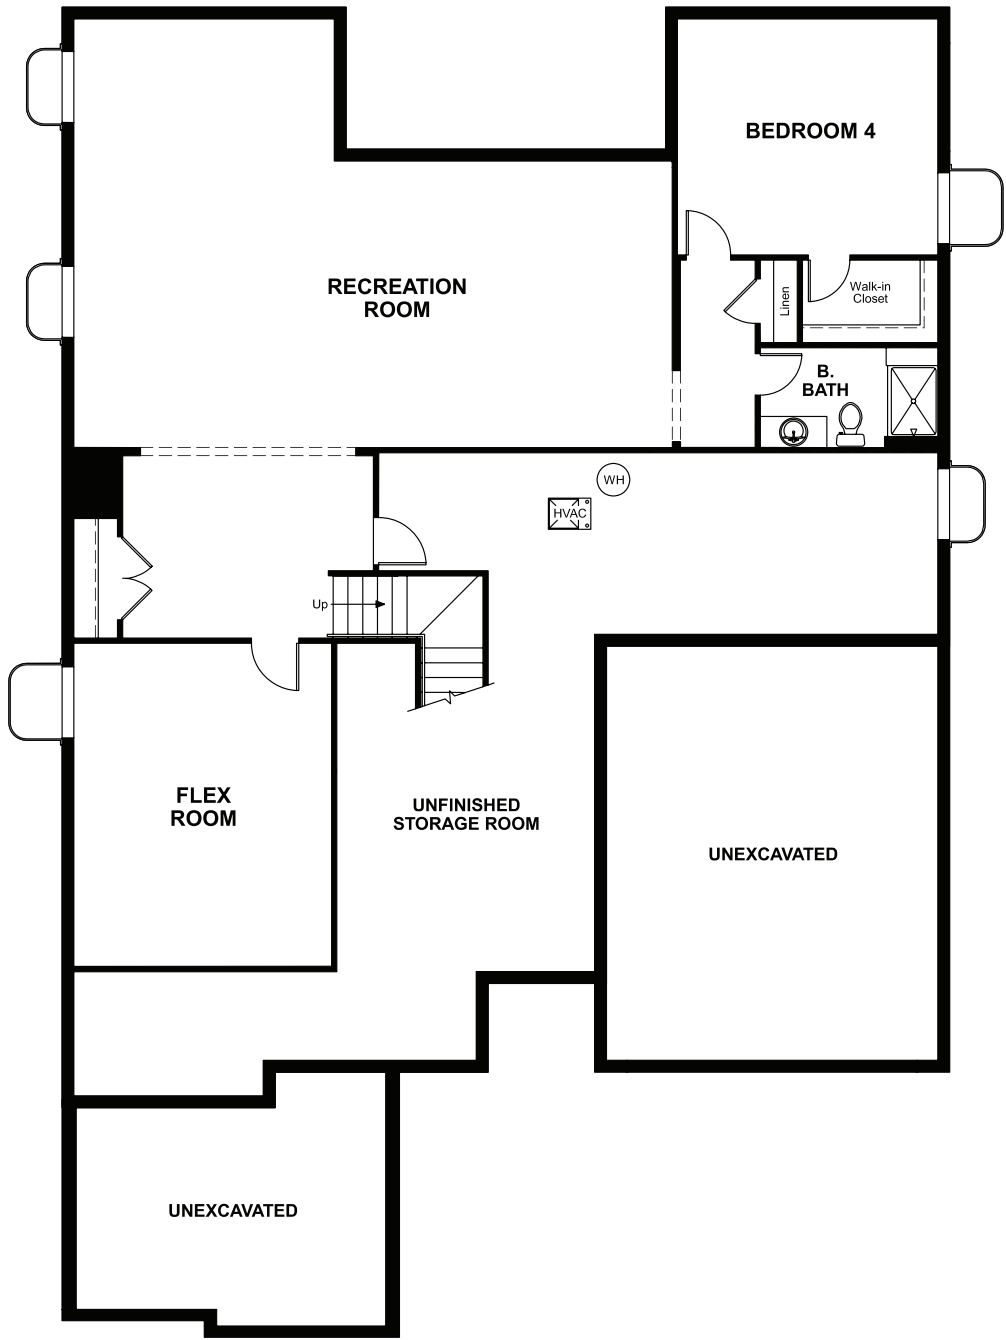 BEDROOM 4
RECREATION
ROOM
Linen
Walk-in
Closet
B.
BATH
WH
HVAC
Up
FLEX
ROOM
UNFINISHED
STORAGE ROOM
UNEXCAVATED
UNEXCAVATED